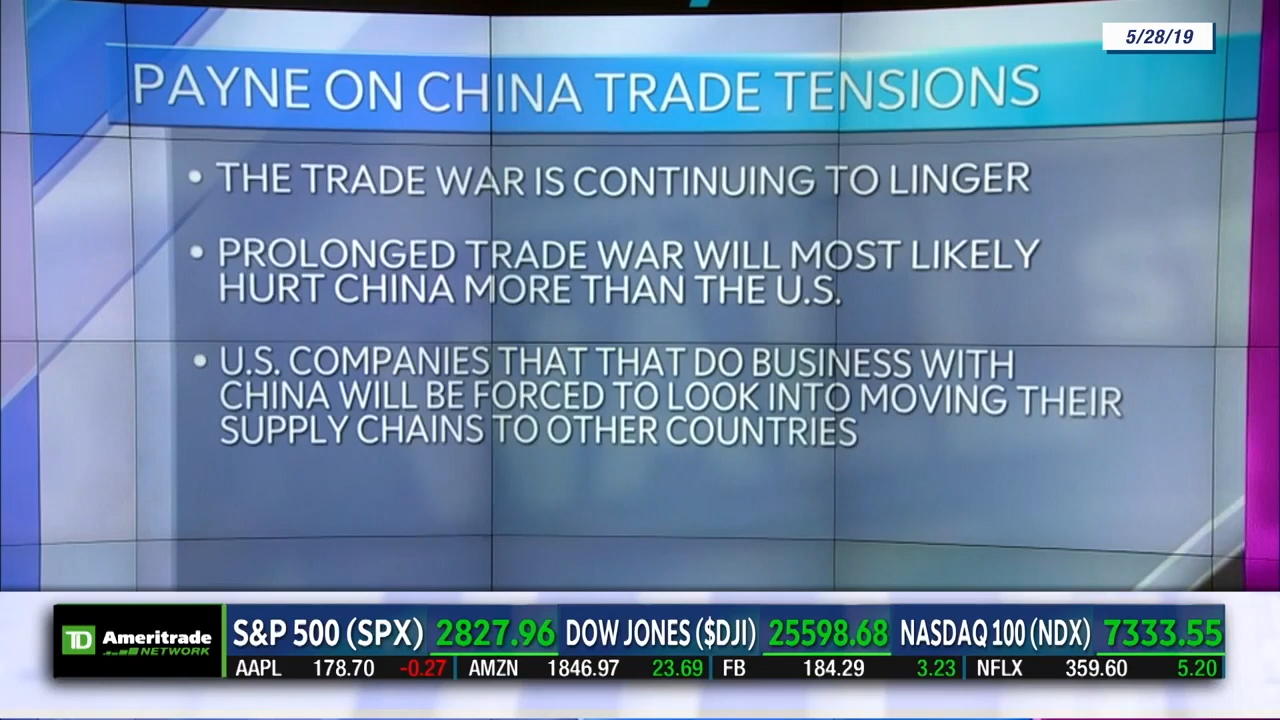 5/28/19
PAYNE ON CHINA TRADE TENSIONS
• THE TRADE WAR IS CONTINUING TO LINGER
• PROLONGED TRADE WAR WILL MOST LIKELY
HURT CHINA MORE THAN THE U.S.
• U.S. COMPANIES THAT THAT DO BUSINESS WITH
CHINA WILL BE FORCED TO LOOK INTO MOVING THEIR
SUPPLY CHAINS TO OTHER COUNTRIES
TD Ameritrade
NETWORK
S&P 500 (SPX) 2827.96 DOW JONES ($DJI) 25598.68 NASDAQ 100 (NDX) 7333.55
AAPL 178.70 -0.27 AMZN 1846.97 23.69 FB 184.29 3.23 NFLX 359.60 5.20